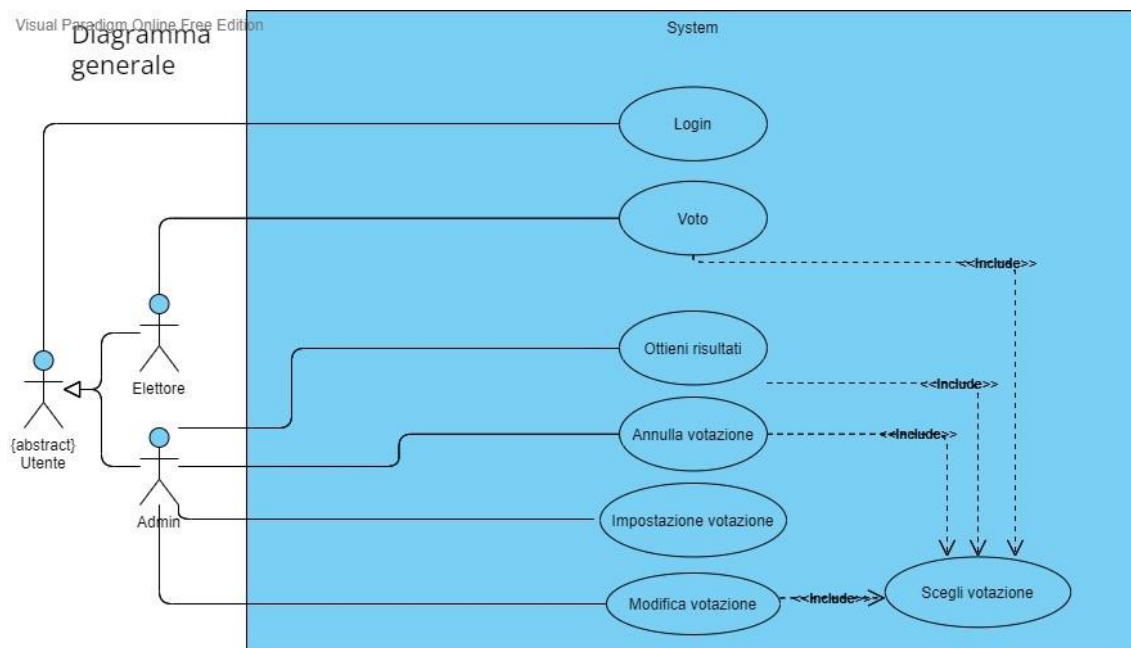 Visual Paradigm Online Free Edition
Diagramma
generale
System
Login
Voto
<<Include>>
Elettore
Ottieni risultati
<<Include>>
{abstract}
Utente
Annulla votazione
<<Include>>
Admin
Impostazione votazione
Modifica votazione
<<Include>>
Scegli votazione